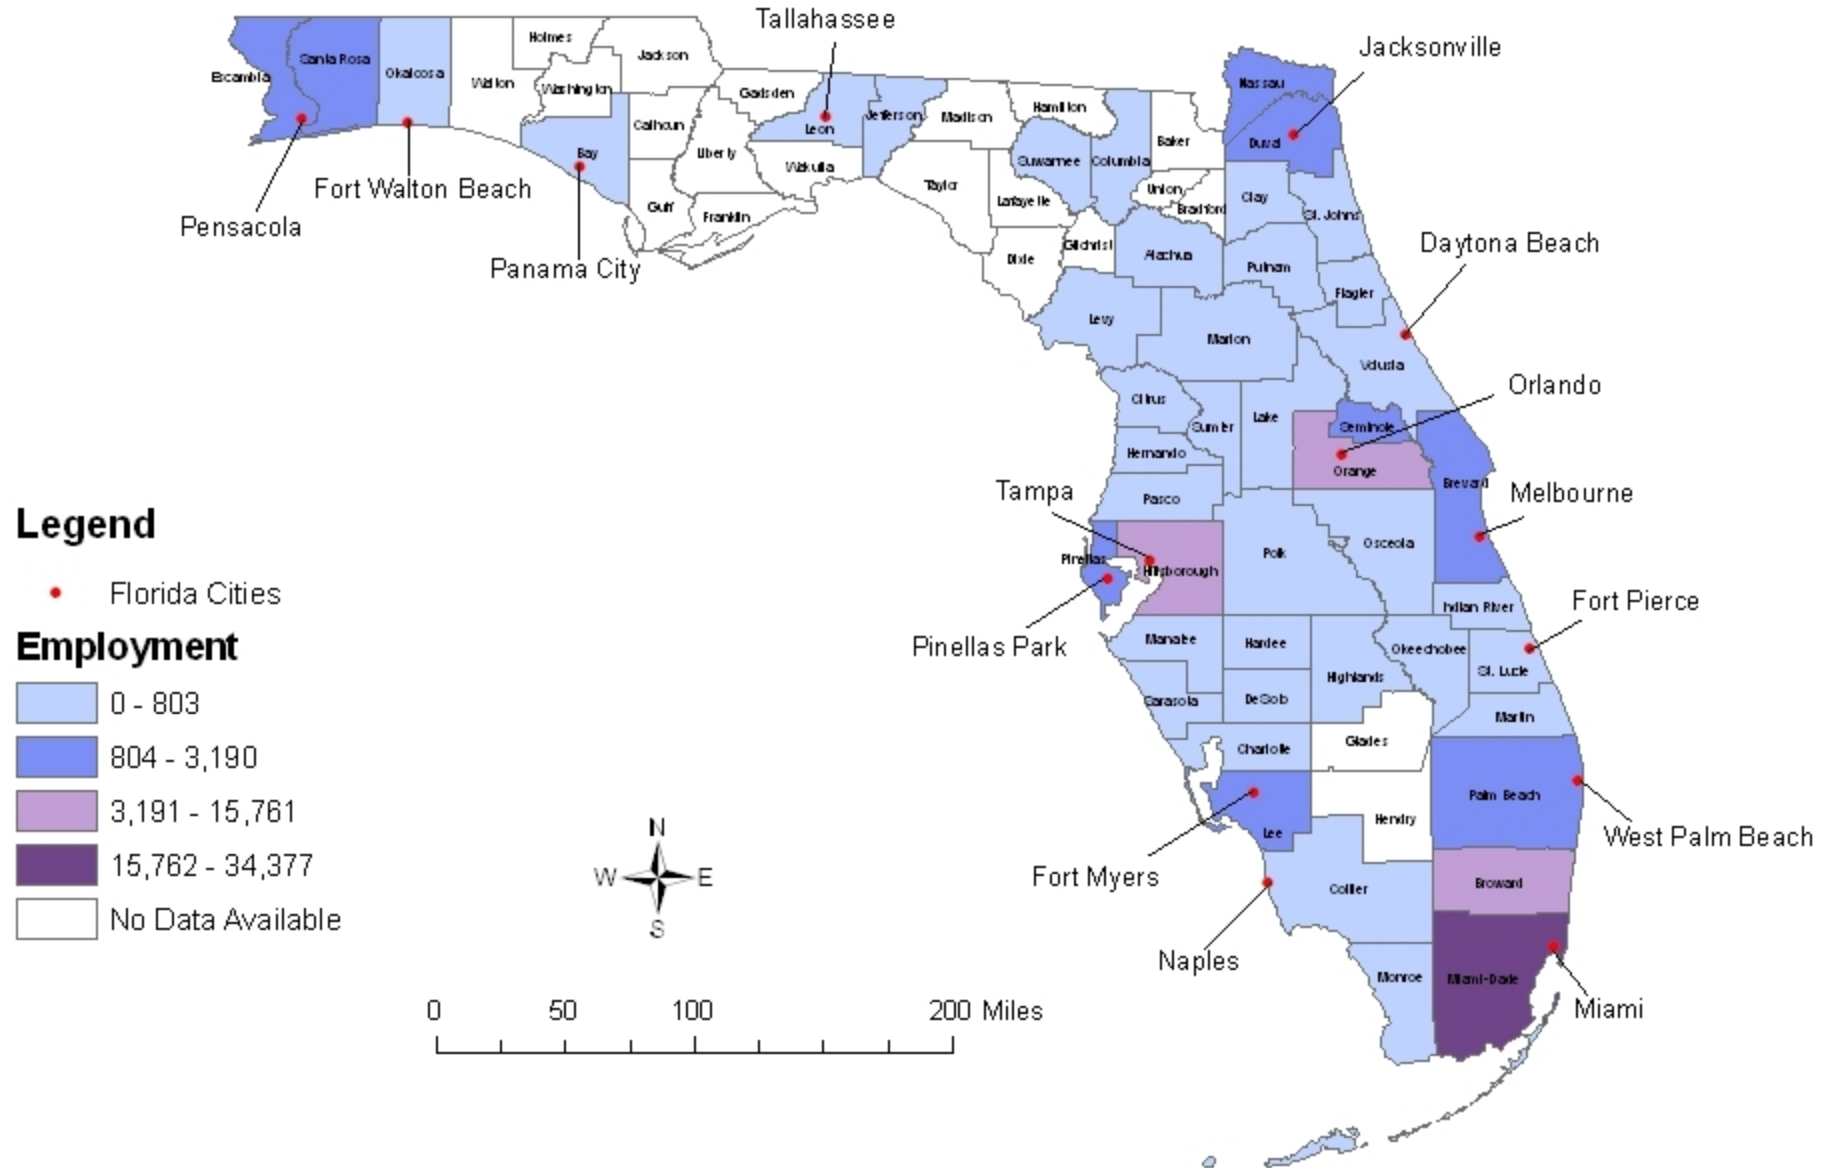 Tallahassee
Jacksonville
Holmes
Jackson
Santa Rosa
Escambia
Okaloosa
Walton
Washington
Gadsden
Nassau
Calhoun
Leon
Jefferson
Madison
Hamilton
Baker
Duval
Bay
Liberty
Wakulla
Suwannee
Columbia
Fort Walton Beach
Pensacola
Gulf
Franklin
Taylor
Lafayette
Union
Bradford
Clay
St. Johns
Panama City
Dixie
Gilchrist
Alachua
Putnam
Daytona Beach
Flagler
Levy
Marion
Volusia
Orlando
Citrus
Sumter
Lake
Seminole
Hernando
Orange
Brevard
Tampa
Pasco
Melbourne
Pinellas
Hillsborough
Polk
Osceola
Indian River
Fort Pierce
Pinellas Park
Manatee
Hardee
Okeechobee
Highlands
St. Lucie
Sarasota
DeSoto
Martin
Charlotte
Glades
Palm Beach
Lee
Hendry
West Palm Beach
Fort Myers
Collier
Broward
Naples
Monroe
Miami-Dade
Miami
Legend
Florida Cities
Employment
0 - 803
804 - 3,190
3,191 - 15,761
15,762 - 34,377
No Data Available
N
W E
S
0 50 100 200 Miles